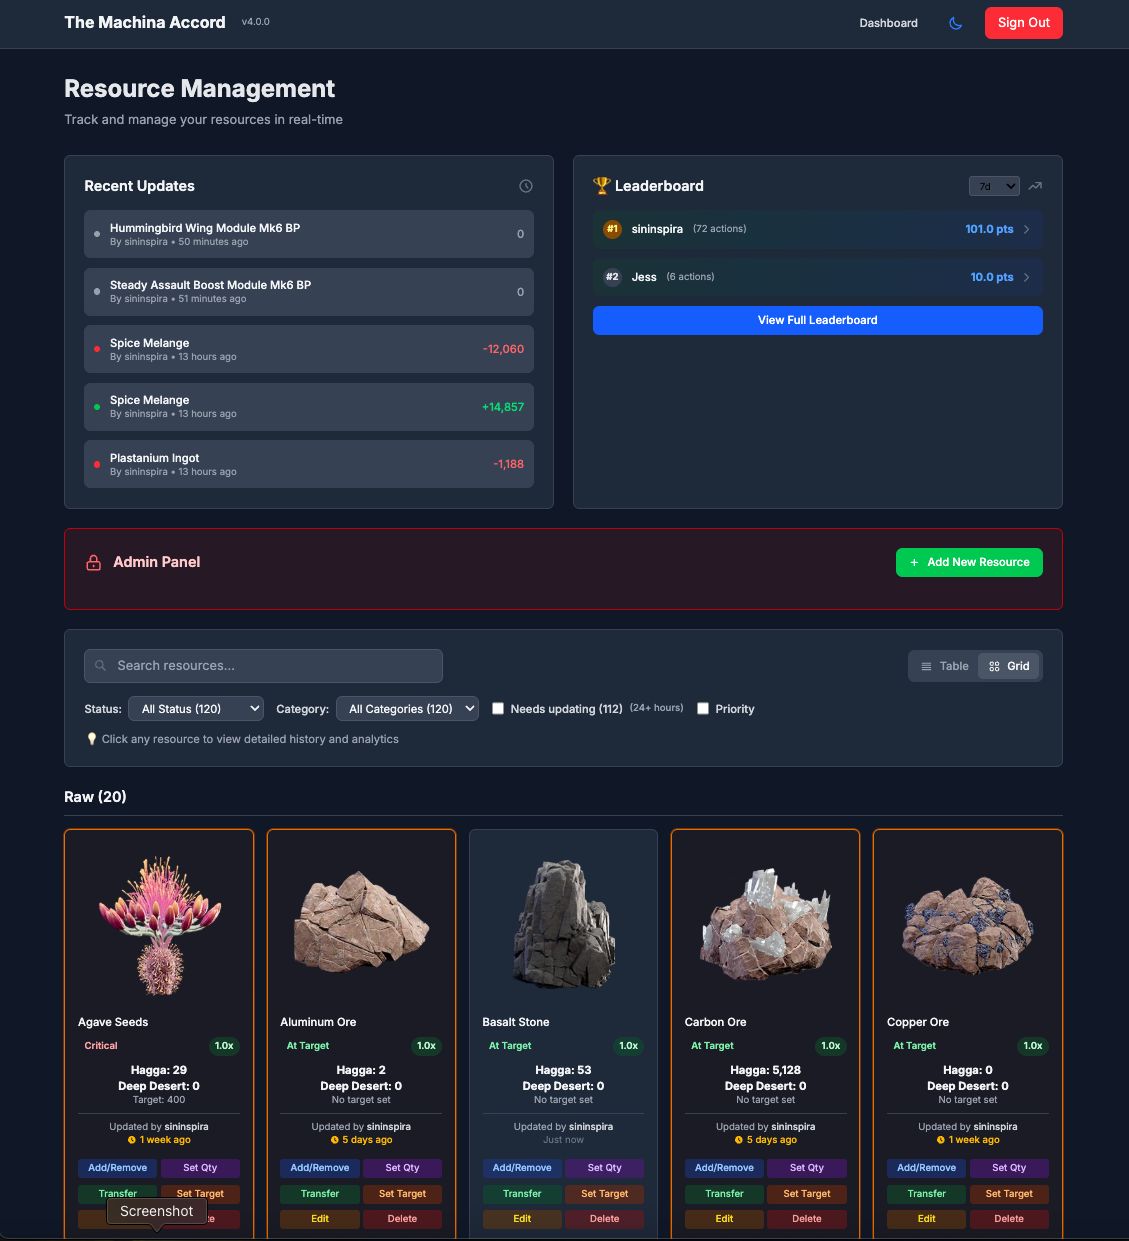 The Machina Accord v4.0.0 Dashboard Sign Out
Resource Management
Track and manage your resources in real-time
Recent Updates
Hummingbird Wing Module Mk6 BP 0
By sininspira • 50 minutes ago
Steady Assault Boost Module Mk6 BP 0
By sininspira • 51 minutes ago
Spice Melange -12,060
By sininspira • 13 hours ago
Spice Melange +14,857
By sininspira • 13 hours ago
Plastanium Ingot -1,188
By sininspira • 13 hours ago
🏆 Leaderboard 7d
#1 sininspira (72 actions) 101.0 pts
#2 Jess (6 actions) 10.0 pts
View Full Leaderboard
Admin Panel + Add New Resource
Search resources... Table Grid
Status: All Status (120) Category: All Categories (120) Needs updating (112) (24+ hours) Priority
💡 Click any resource to view detailed history and analytics
Raw (20)
Agave Seeds
Critical 1.0x
Hagga: 29
Deep Desert: 0
Target: 400
Updated by sininspira
1 week ago
Add/Remove Set Qty
Transfer Set Target
Screenshot
Aluminum Ore
At Target 1.0x
Hagga: 2
Deep Desert: 0
No target set
Updated by sininspira
5 days ago
Add/Remove Set Qty
Transfer Set Target
Edit Delete
Basalt Stone
At Target 1.0x
Hagga: 53
Deep Desert: 0
No target set
Updated by sininspira
Just now
Add/Remove Set Qty
Transfer Set Target
Edit Delete
Carbon Ore
At Target 1.0x
Hagga: 5,128
Deep Desert: 0
No target set
Updated by sininspira
5 days ago
Add/Remove Set Qty
Transfer Set Target
Edit Delete
Copper Ore
At Target 1.0x
Hagga: 0
Deep Desert: 0
No target set
Updated by sininspira
1 week ago
Add/Remove Set Qty
Transfer Set Target
Edit Delete